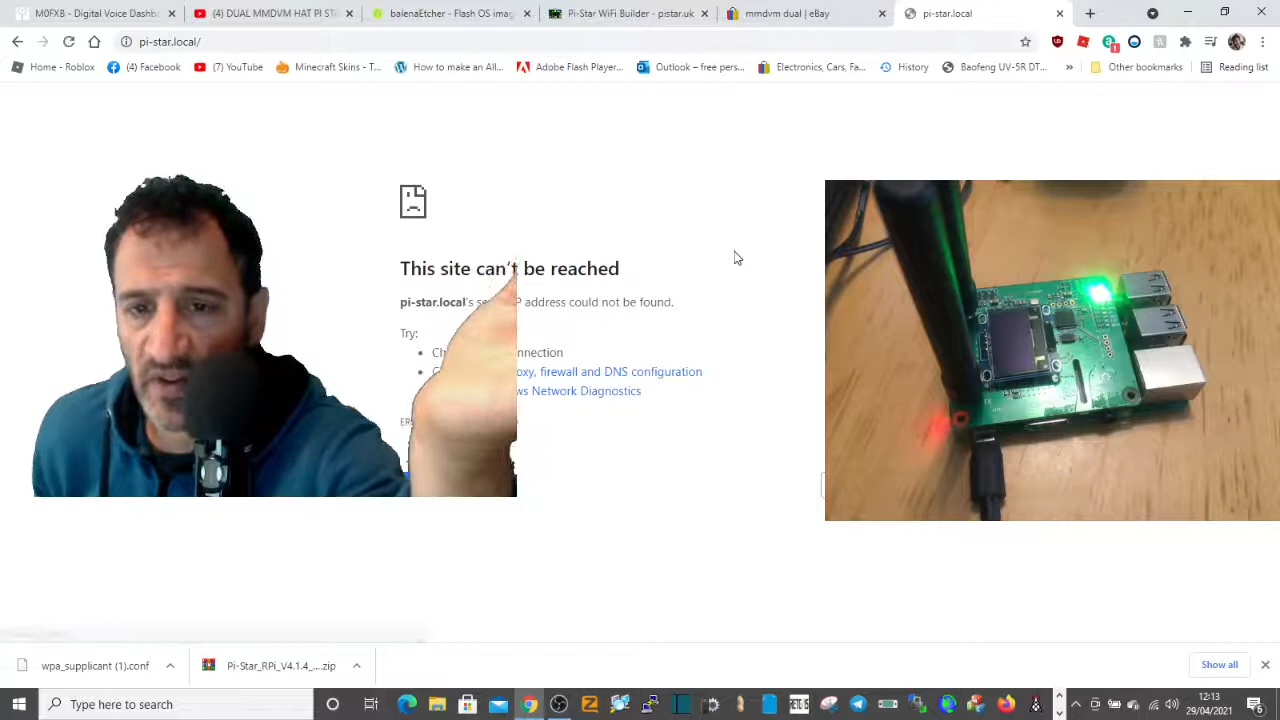 M0FXB - Digital Voice Dashb
(4) DUAL MMDVM HAT PI ST
balenaEtcher - Flash OS imag
Pi-Star WiFi Builder - pistar.uk
mmdvm dual | eBay
pi-star.local
pi-star.local/
Home - Roblox
(4) Facebook
(7) YouTube
Minecraft Skins - T...
How to make an All...
Adobe Flash Player...
Outlook – free pers...
Electronics, Cars, Fa...
History
Baofeng UV-5R DT...
»
Other bookmarks
Reading list
This site can't be reached
pi-star.local's se IP address could not be found.
Try:
Ch nnection
oxy, firewall and DNS configuration
ws Network Diagnostics
wpa_supplicant (1).conf
Pi-Star_RPi_V4.1.4_....zip
Show all
Type here to search
12:13
29/04/2021